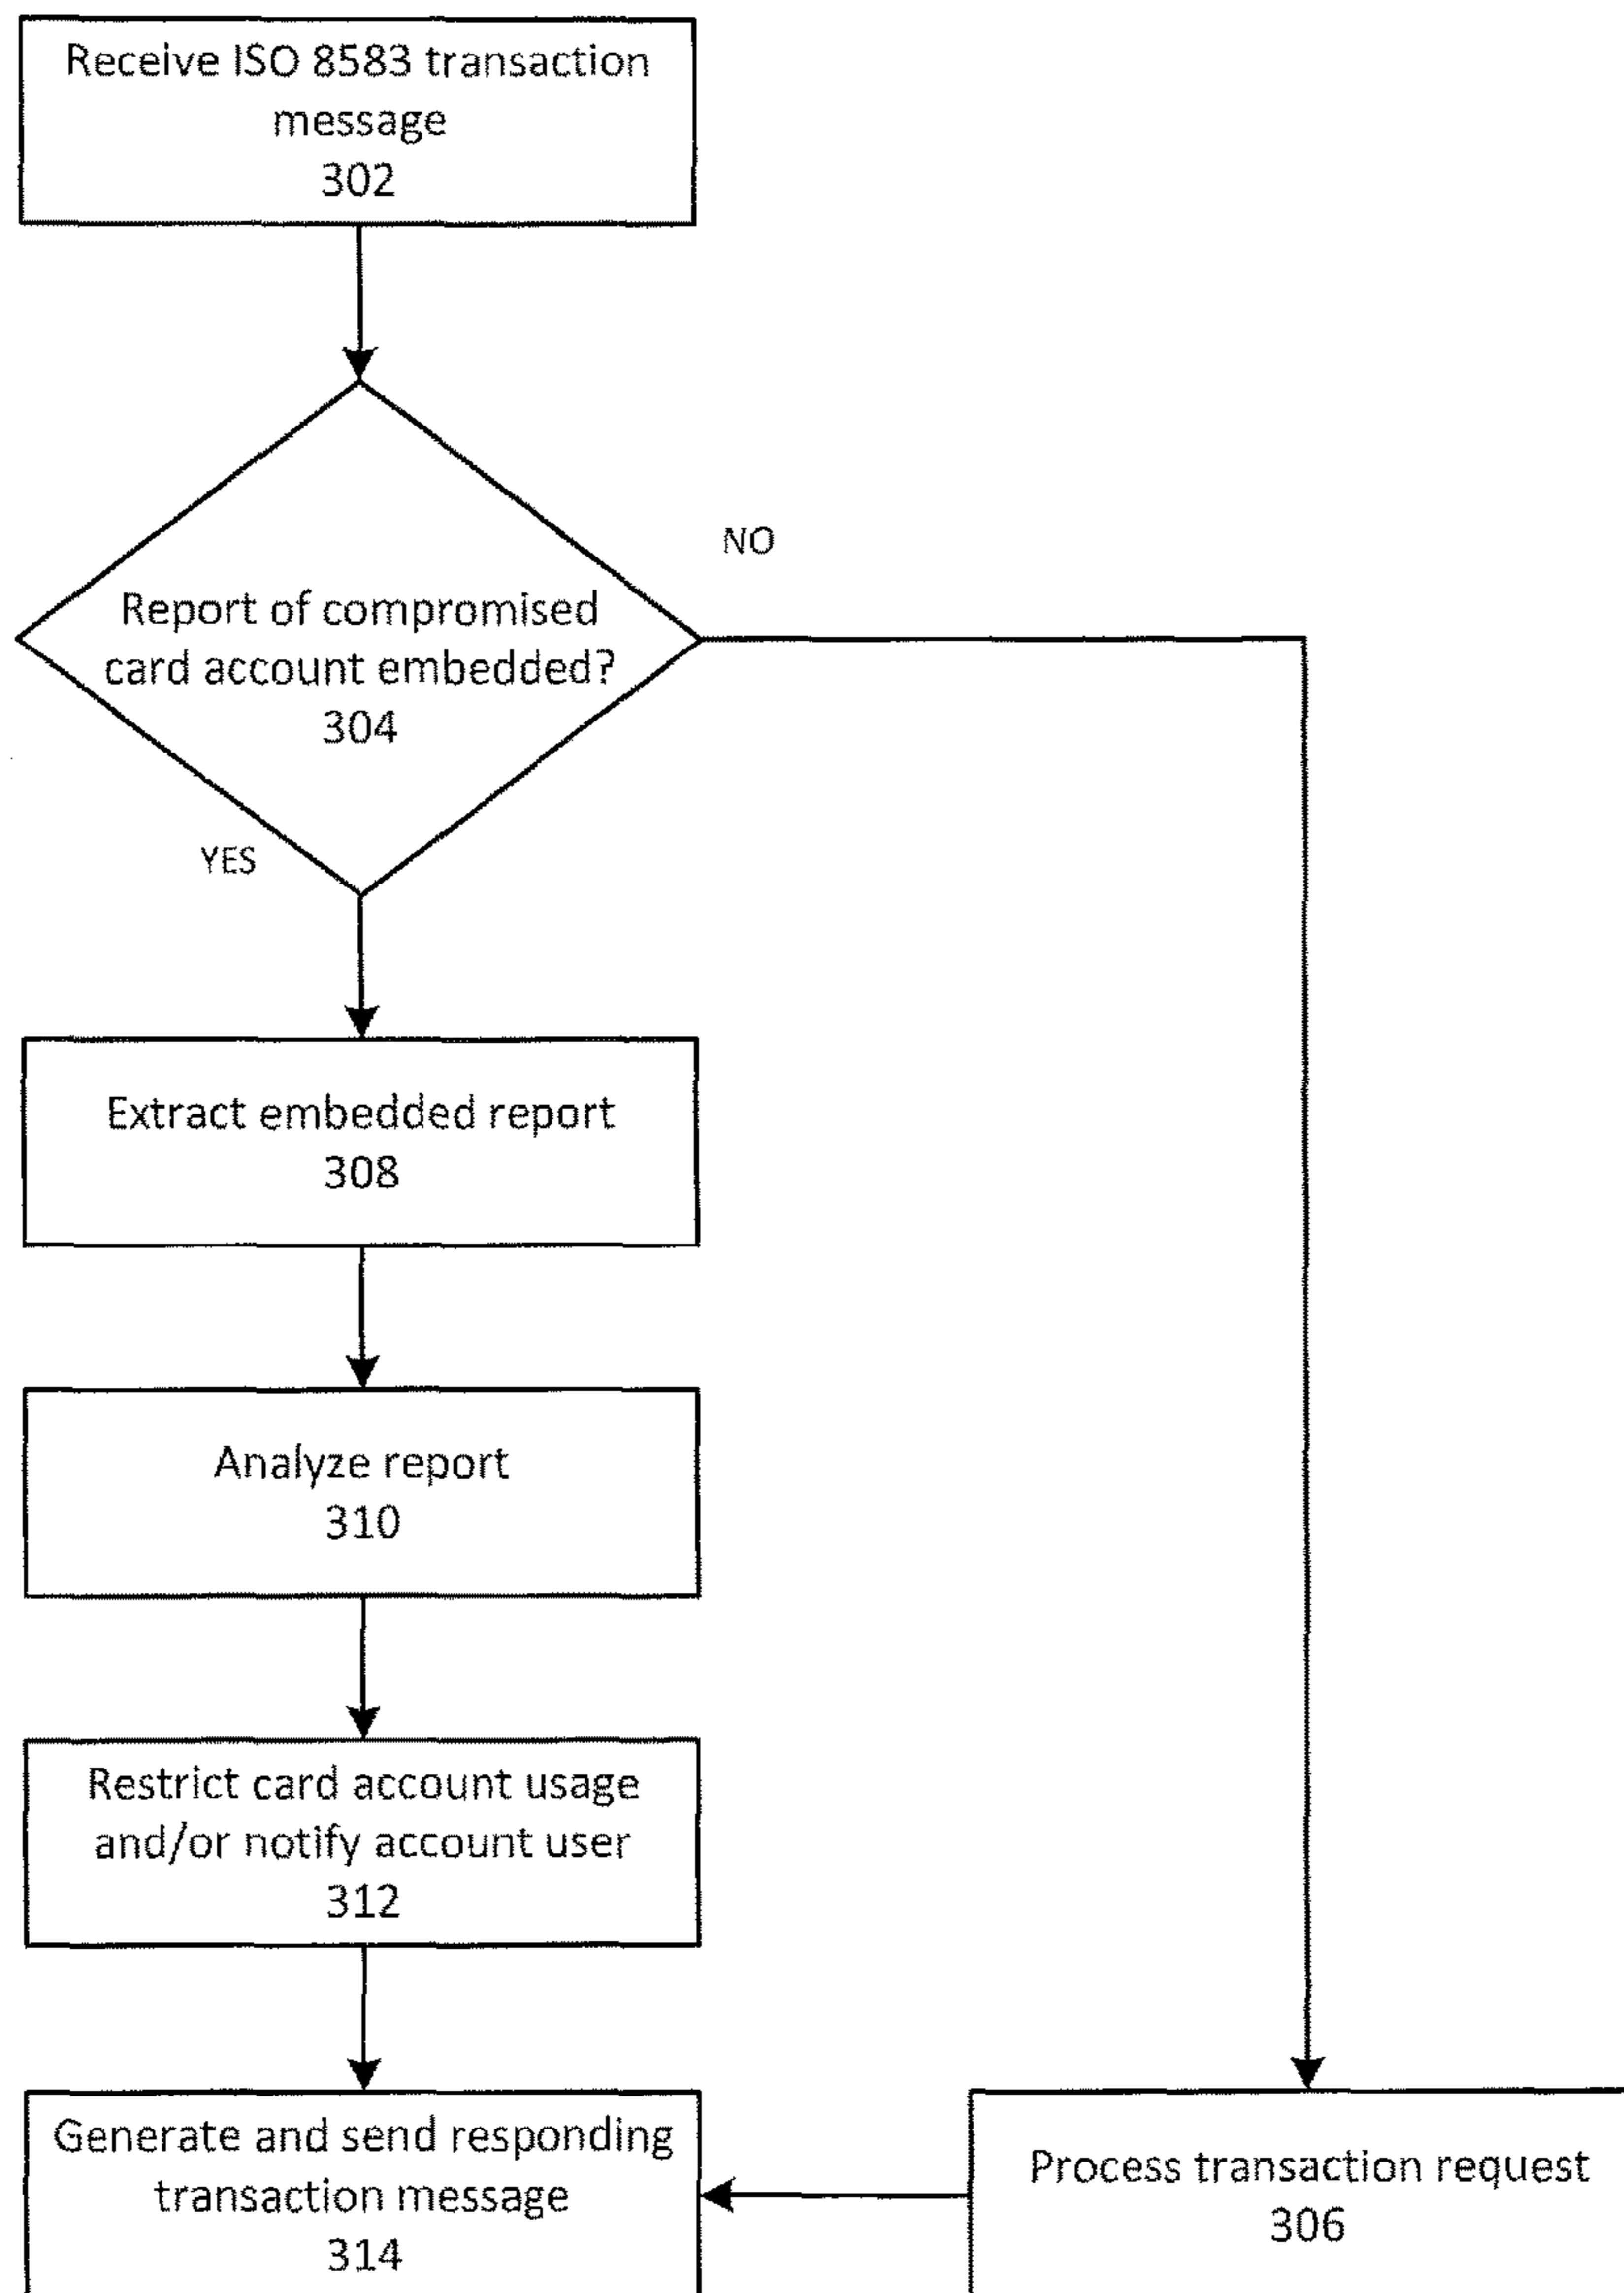 Receive ISO 8583 transaction
message
302
NO
Report of compromised
card account embedded?
304
YES
Extract embedded report
308
Analyze report
310
Restrict card account usage
and/or notify account user
312
Generate and send responding
transaction message
314
Process transaction request
306